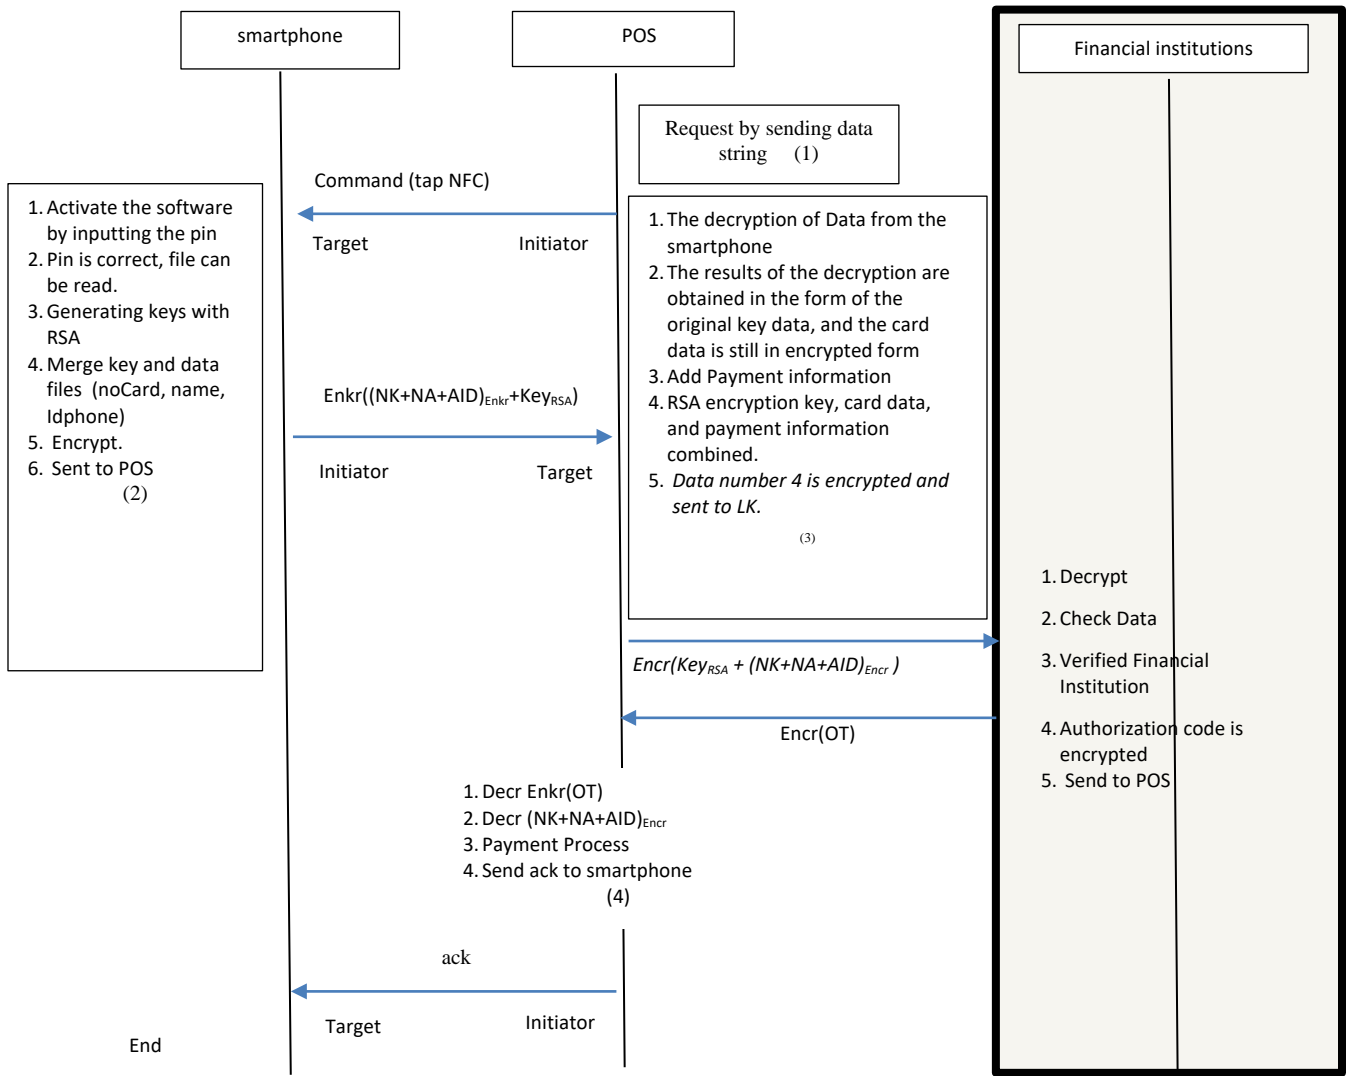 smartphone
POS
Financial institutions
Request by sending data
string (1)
Command (tap NFC)
Target
Initiator
1. Activate the software
by inputting the pin
2. Pin is correct, file can
be read.
3. Generating keys with
RSA
4. Merge key and data
files (noCard, name,
Idphone)
5. Encrypt.
6. Sent to POS
(2)
1. The decryption of Data from the
smartphone
2. The results of the decryption are
obtained in the form of the
original key data, and the card
data is still in encrypted form
3. Add Payment information
4. RSA encryption key, card data,
and payment information
combined.
5. Data number 4 is encrypted and
sent to LK.
(3)
Enkr((NK+NA+AID)Enkr+KeyRSA)
Initiator
Target
1. Decrypt
2. Check Data
3. Verified Financial
Institution
4. Authorization code is
encrypted
5. Send to POS
Encr(KeyRSA + (NK+NA+AID)Encr )
Encr(OT)
1. Decr Enkr(OT)
2. Decr (NK+NA+AID)Encr
3. Payment Process
4. Send ack to smartphone
(4)
ack
Target
Initiator
End